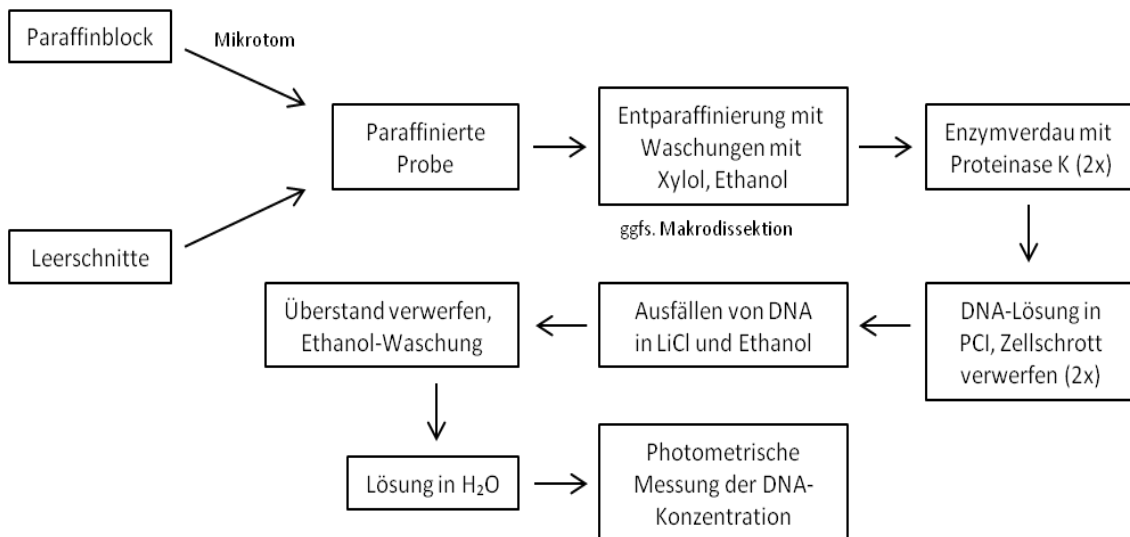 Paraffinblock
Mikrotom
Leerschnitte
Paraffinierte
Probe
Entparaffinierung mit
Waschungen mit
Xylol, Ethanol
ggfs. Makrodissektion
Enzymverdau mit
Proteinase K (2x)
DNA-Lösung in
PCI, Zellschrott
verwerfen (2x)
Ausfällen von DNA
in LiCl und Ethanol
Überstand verwerfen,
Ethanol-Waschung
Lösung in H₂O
Photometrische
Messung der DNA-
Konzentration